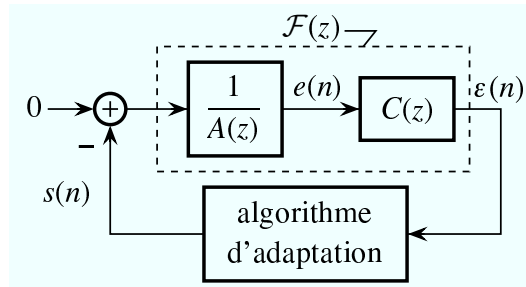 ℱ(z)
0
+
−
1
A(z)
e(n)
C(z)
ε(n)
s(n)
algorithme
d'adaptation